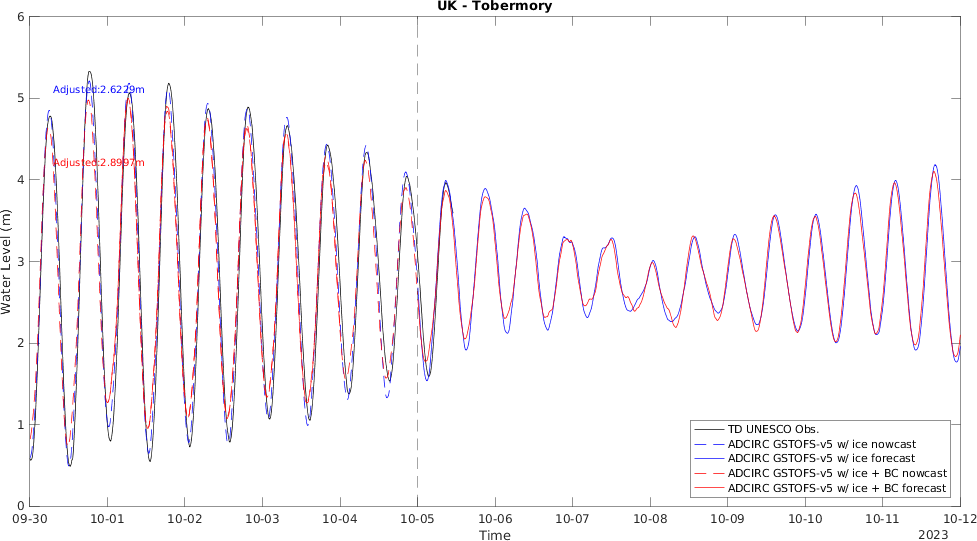 UK - Tobermory
Water Level (m)
6
5
4
3
2
1
0
Adjusted:2.6229m
Adjusted:2.8997m
TD UNESCO Obs.
ADCIRC GSTOFS-v5 w/ ice nowcast
ADCIRC GSTOFS-v5 w/ ice forecast
ADCIRC GSTOFS-v5 w/ ice + BC nowcast
ADCIRC GSTOFS-v5 w/ ice + BC forecast
09-30 10-01 10-02 10-03 10-04 10-05 10-06 10-07 10-08 10-09 10-10 10-11 10-12
Time
2023